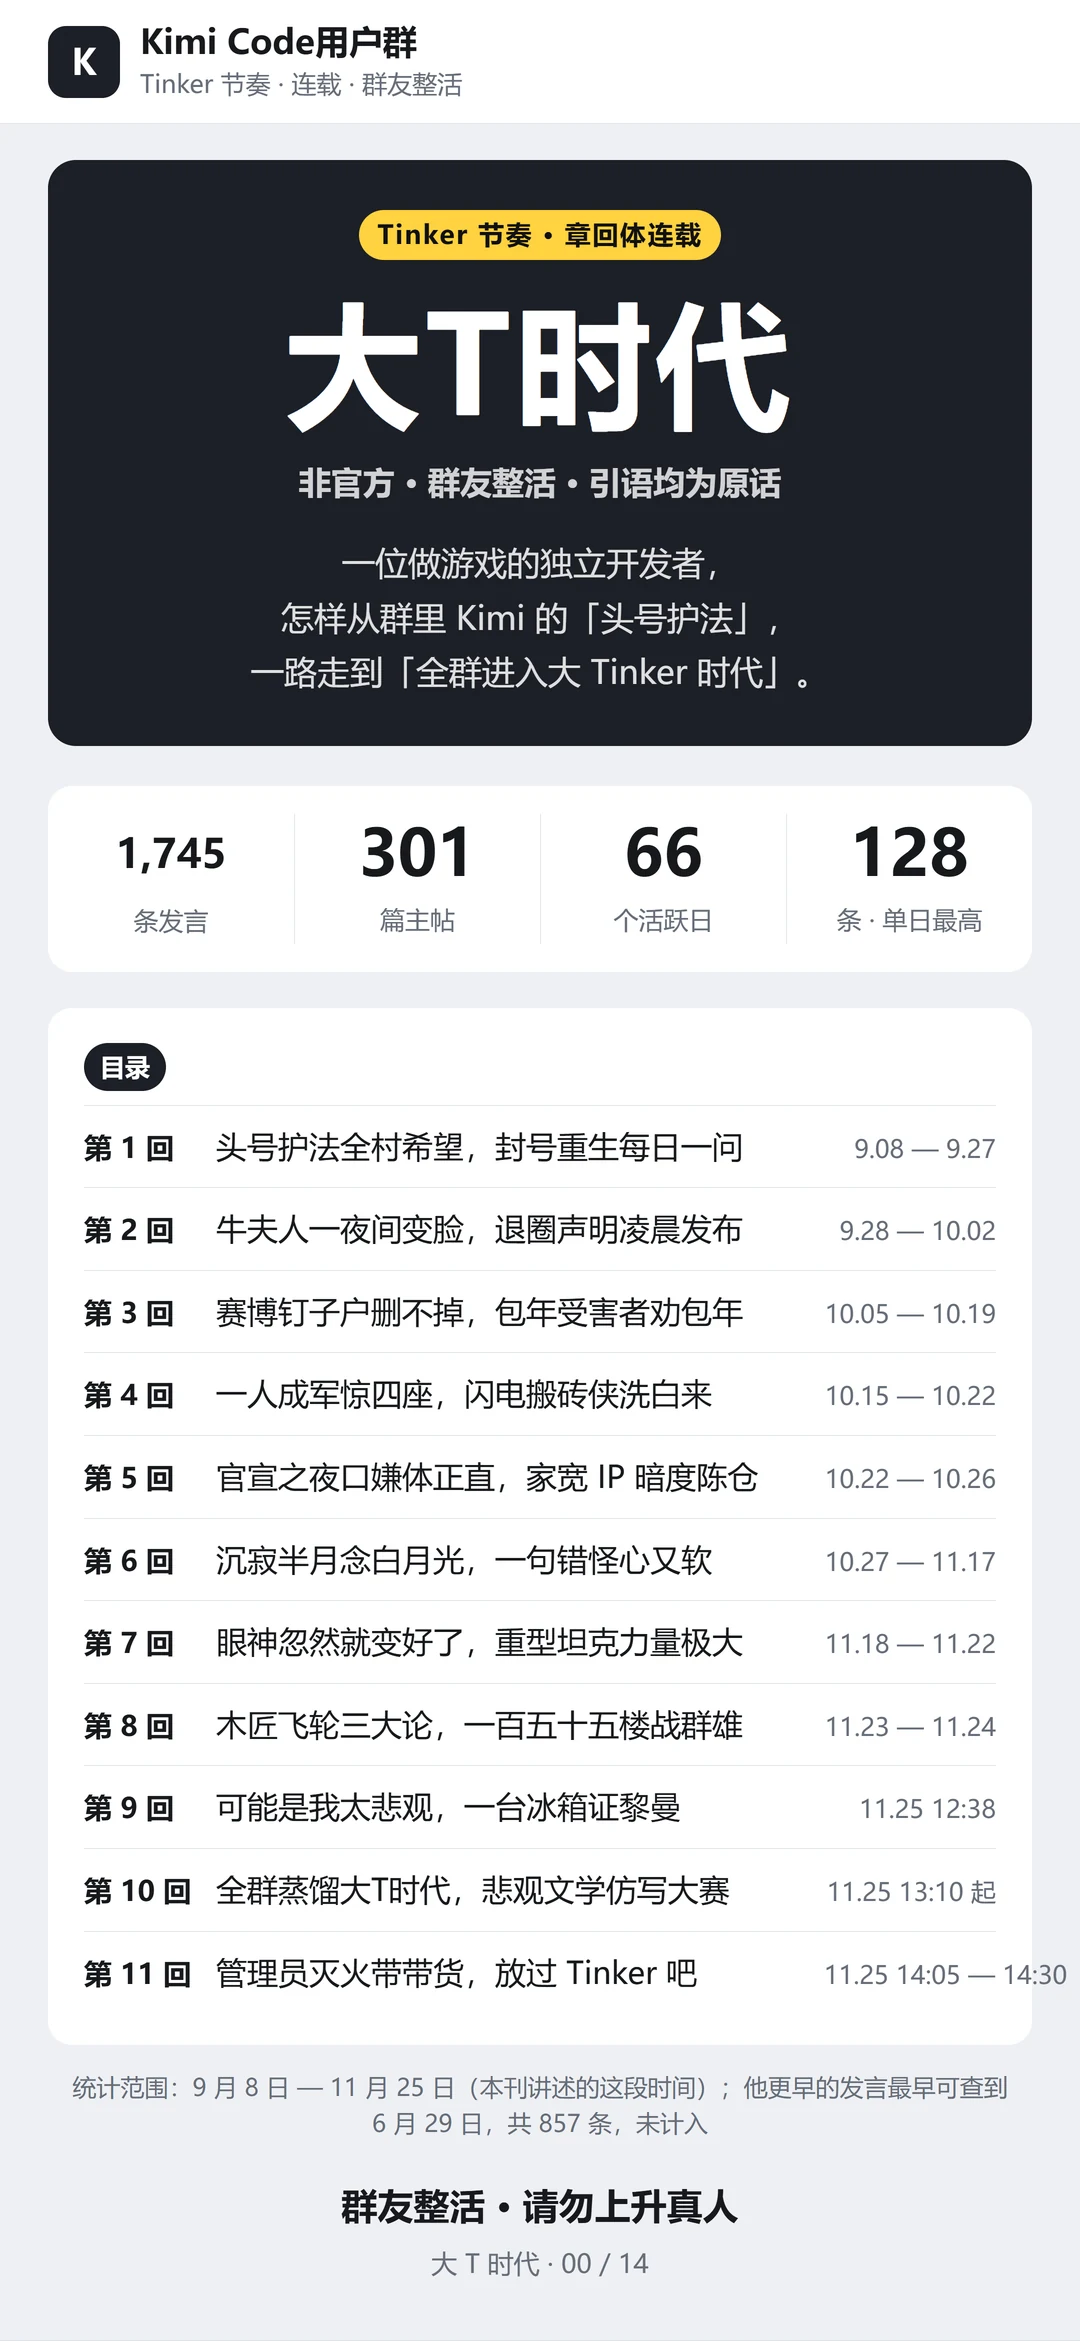 K
Kimi Code用户群
Tinker 节奏 · 连载 · 群友整活
Tinker 节奏 • 章回体连载
大T时代
非官方 • 群友整活 • 引语均为原话
一位做游戏的独立开发者，
怎样从群里 Kimi 的「头号护法」，
一路走到「全群进入大 Tinker 时代」。
1,745 301 66 128
条发言 篇主帖 个活跃日 条 · 单日最高
目录
第 1 回 头号护法全村希望，封号重生每日一问 9.08 — 9.27
第 2 回 牛夫人一夜间变脸，退圈声明凌晨发布 9.28 — 10.02
第 3 回 赛博钉子户删不掉，包年受害者劝包年 10.05 — 10.19
第 4 回 一人成军惊四座，闪电搬砖侠洗白来 10.15 — 10.22
第 5 回 官宣之夜口嫌体正直，家宽 IP 暗度陈仓 10.22 — 10.26
第 6 回 沉寂半月念白月光，一句错怪心又软 10.27 — 11.17
第 7 回 眼神忽然就变好了，重型坦克力量极大 11.18 — 11.22
第 8 回 木匠飞轮三大论，一百五十五楼战群雄 11.23 — 11.24
第 9 回 可能是我太悲观，一台冰箱证黎曼 11.25 12:38
第 10 回 全群蒸馏大T时代，悲观文学仿写大赛 11.25 13:10 起
第 11 回 管理员灭火带带货，放过 Tinker 吧 11.25 14:05 — 14:30
统计范围：9 月 8 日 — 11 月 25 日（本刊讲述的这段时间）；他更早的发言最早可查到
6 月 29 日，共 857 条，未计入
群友整活 • 请勿上升真人
大 T 时代 · 00 / 14